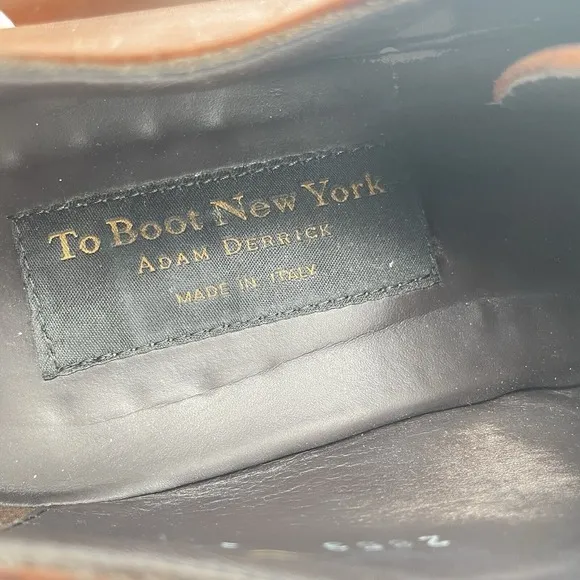 To Boot New York
Adam Derrick
Made in Italy